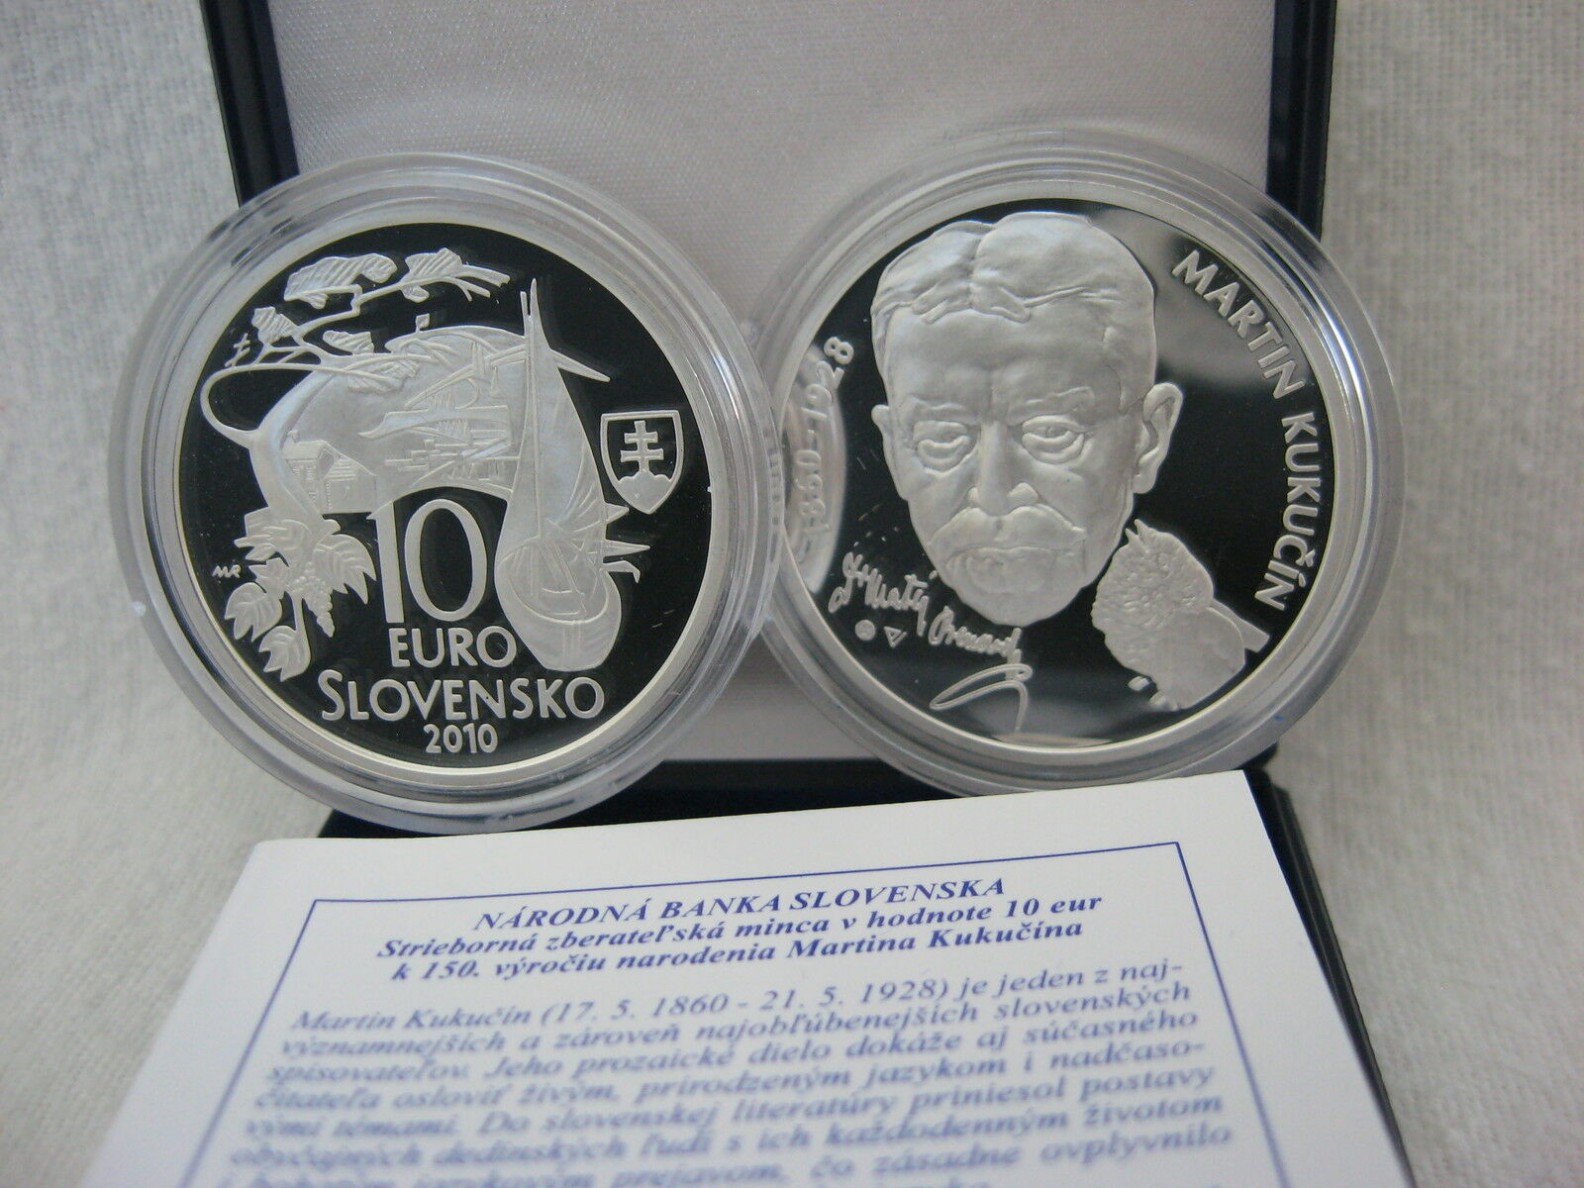 10
EURO
SLOVENSKO
2010
MR
MARTIN KUKUČÍN
1860-1928
NÁRODNÁ BANKA SLOVENSKA
Strieborná zberateľská minca v hodnote 10 eur
k 150. výročiu narodenia Martina Kukučína
Martin Kukučín (17. 5. 1860 - 21. 5. 1928) je jeden z naj-
významnejších a zároveň najobľúbenejších slovenských
spisovateľov. Jeho prozaické dielo dokáže aj súčasného
čitateľa osloviť živým, prirodzeným jazykom i nadčaso-
vými témami. Do slovenskej literatúry priniesol postavy
obyčajných dedinských ľudí s ich každodenným životom
i bohatým jazykovým prejavom, čo zásadne ovplyvnilo